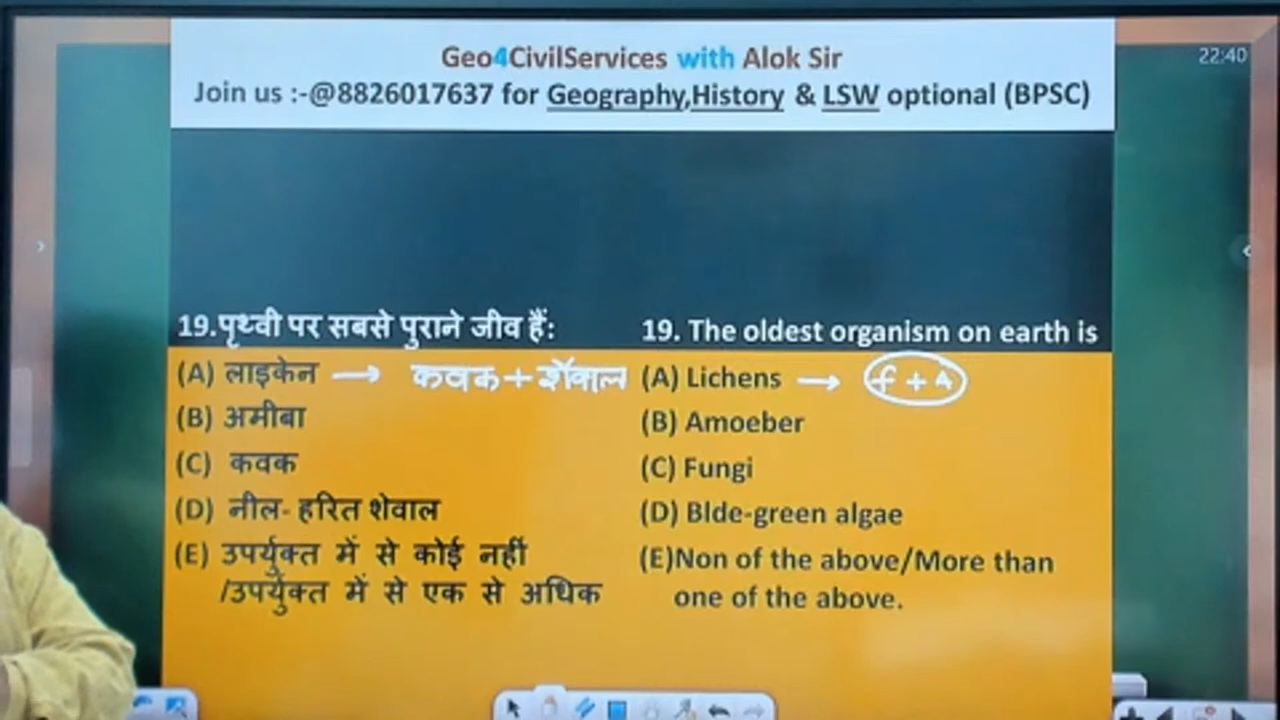 Geo4CivilServices with Alok Sir
Join us :-@8826017637 for Geography,History & LSW optional (BPSC)
22:40
19.पृथ्वी पर सबसे पुराने जीव हैं:
(A) लाइकेन → कवक+शैवाल
(B) अमीबा
(C) कवक
(D) नील- हरित शेवाल
(E) उपर्युक्त में से कोई नहीं
/उपर्युक्त में से एक से अधिक
19. The oldest organism on earth is
(A) Lichens → f + A
(B) Amoeber
(C) Fungi
(D) Blde-green algae
(E)Non of the above/More than
one of the above.